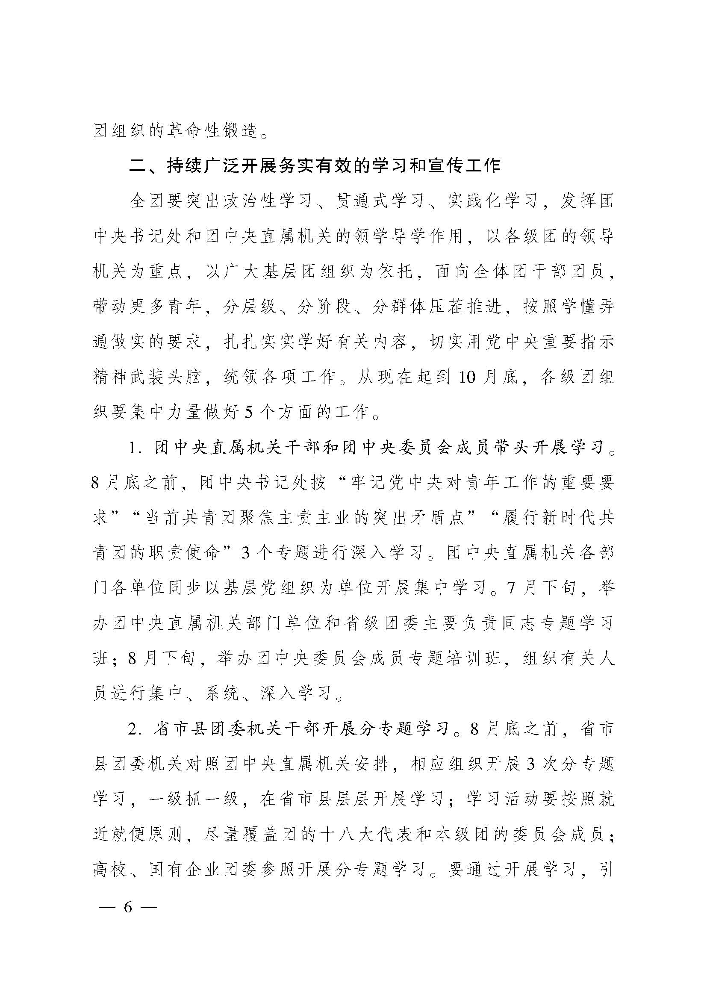 团组织的革命性锻造。
二、持续广泛开展务实有效的学习和宣传工作
全团要突出政治性学习、贯通式学习、实践化学习，发挥团
中央书记处和团中央直属机关的领学导学作用，以各级团的领导
机关为重点，以广大基层团组织为依托，面向全体团干部团员，
带动更多青年，分层级、分阶段、分群体压茬推进，按照学懂弄
通做实的要求，扎扎实实学好有关内容，切实用党中央重要指示
精神武装头脑，统领各项工作。从现在起到 10 月底，各级团组
织要集中力量做好 5 个方面的工作。
1. 团中央直属机关干部和团中央委员会成员带头开展学习。
8 月底之前，团中央书记处按“牢记党中央对青年工作的重要要
求”“当前共青团聚焦主责主业的突出矛盾点”“履行新时代共
青团的职责使命”3 个专题进行深入学习。团中央直属机关各部
门各单位同步以基层党组织为单位开展集中学习。7 月下旬，举
办团中央直属机关部门单位和省级团委主要负责同志专题学习
班；8 月下旬，举办团中央委员会成员专题培训班，组织有关人
员进行集中、系统、深入学习。
2. 省市县团委机关干部开展分专题学习。8 月底之前，省市
县团委机关对照团中央直属机关安排，相应组织开展 3 次分专题
学习，一级抓一级，在省市县层层开展学习；学习活动要按照就
近就便原则，尽量覆盖团的十八大代表和本级团的委员会成员；
高校、国有企业团委参照开展分专题学习。要通过开展学习，引
— 6 —